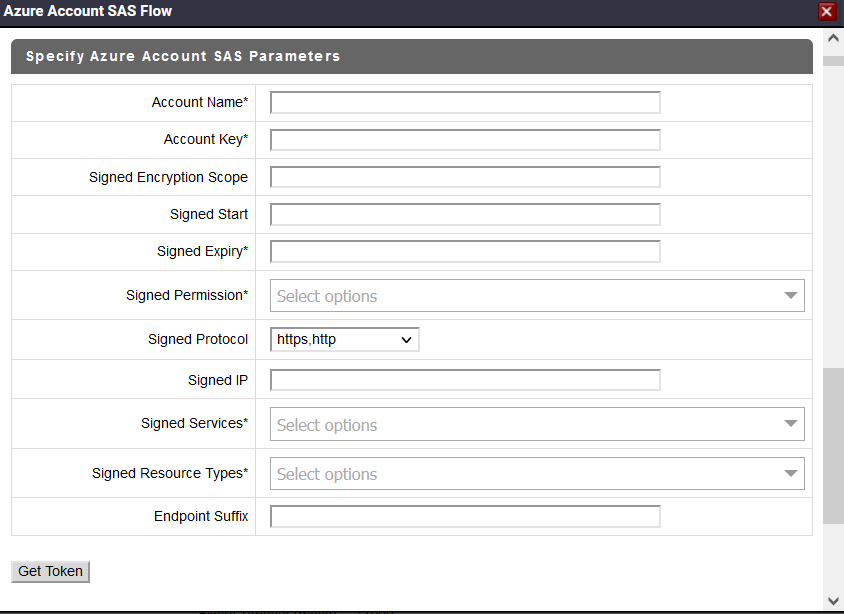 Azure Account SAS Flow
Specify Azure Account SAS Parameters
Account Name*
Account Key*
Signed Encryption Scope
Signed Start
Signed Expiry*
Signed Permission* Select options
Signed Protocol https,http
Signed IP
Signed Services* Select options
Signed Resource Types* Select options
Endpoint Suffix
Get Token